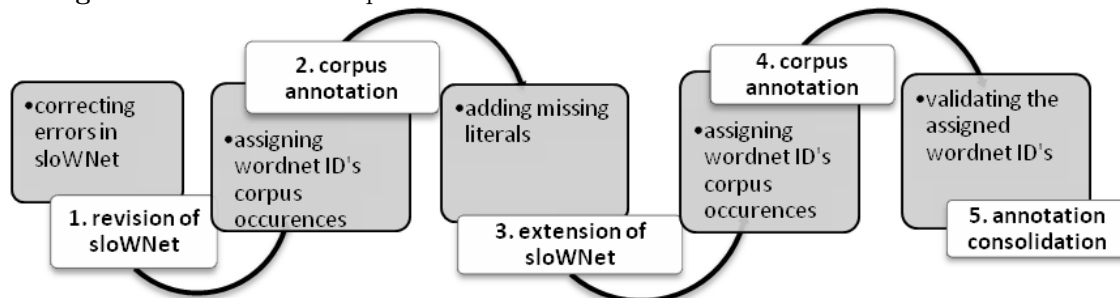 •correcting
errors in
sloWNet
1. revision of
sloWNet
2. corpus
annotation
•assigning
wordnet ID's
corpus
occurences
•adding missing
literals
3. extension of
sloWNet
4. corpus
annotation
•assigning
wordnet ID's
corpus
occurences
•validating the
assigned
wordnet ID's
5. annotation
consolidation